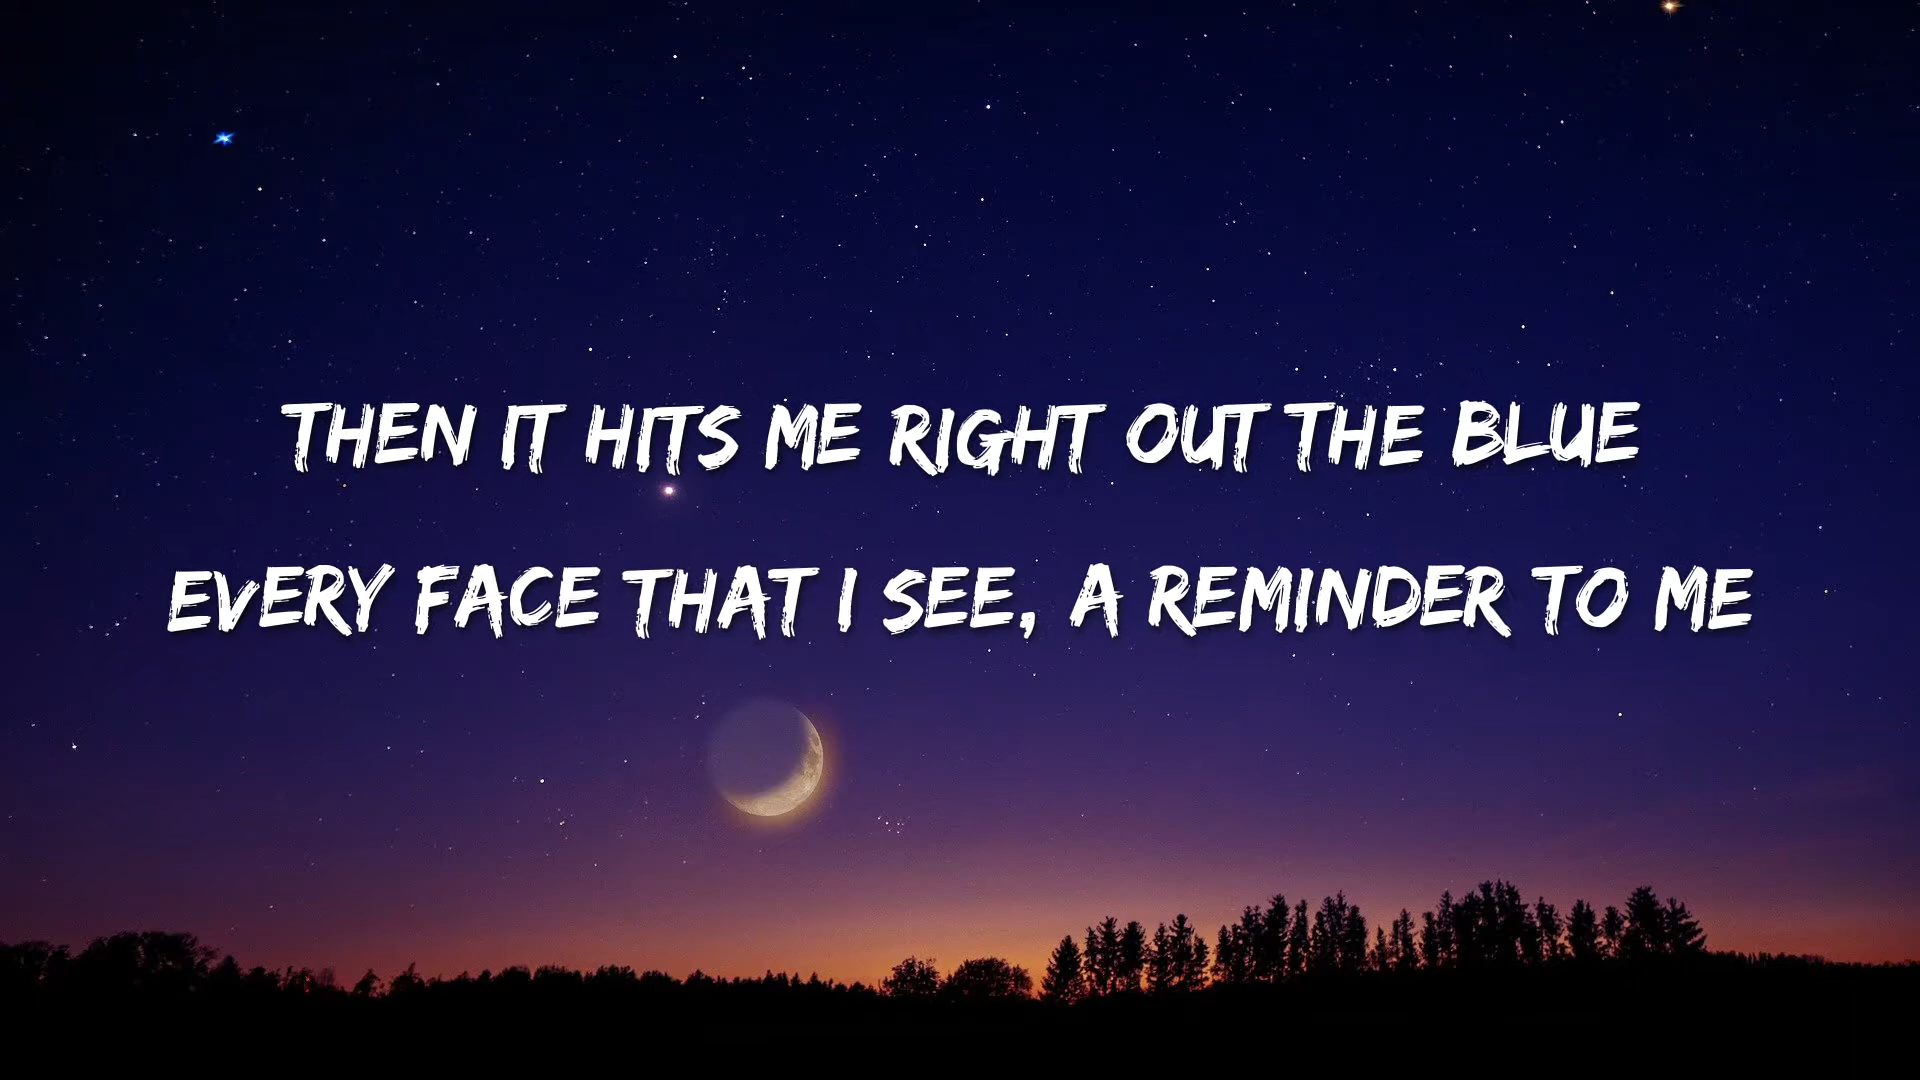 THEN IT HITS ME RIGHT OUT THE BLUE
EVERY FACE THAT I SEE, A REMINDER TO ME